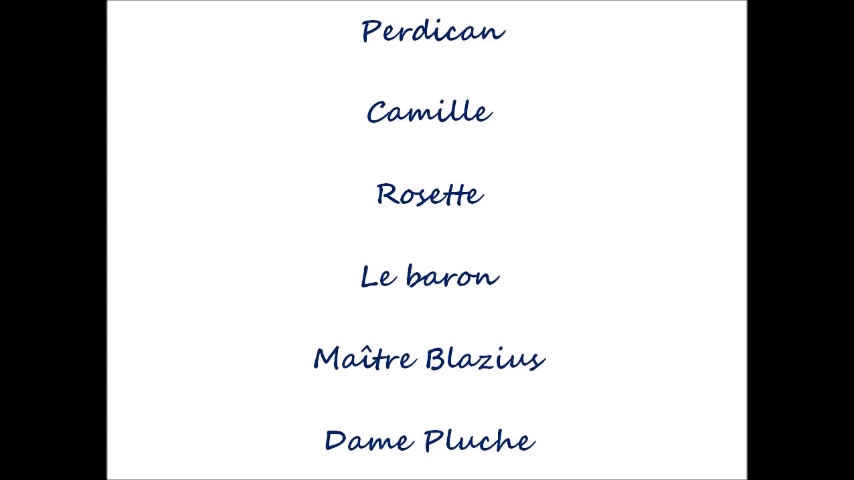 Perdican
Camille
Rosette
Le baron
Maître Blazius
Dame Pluche